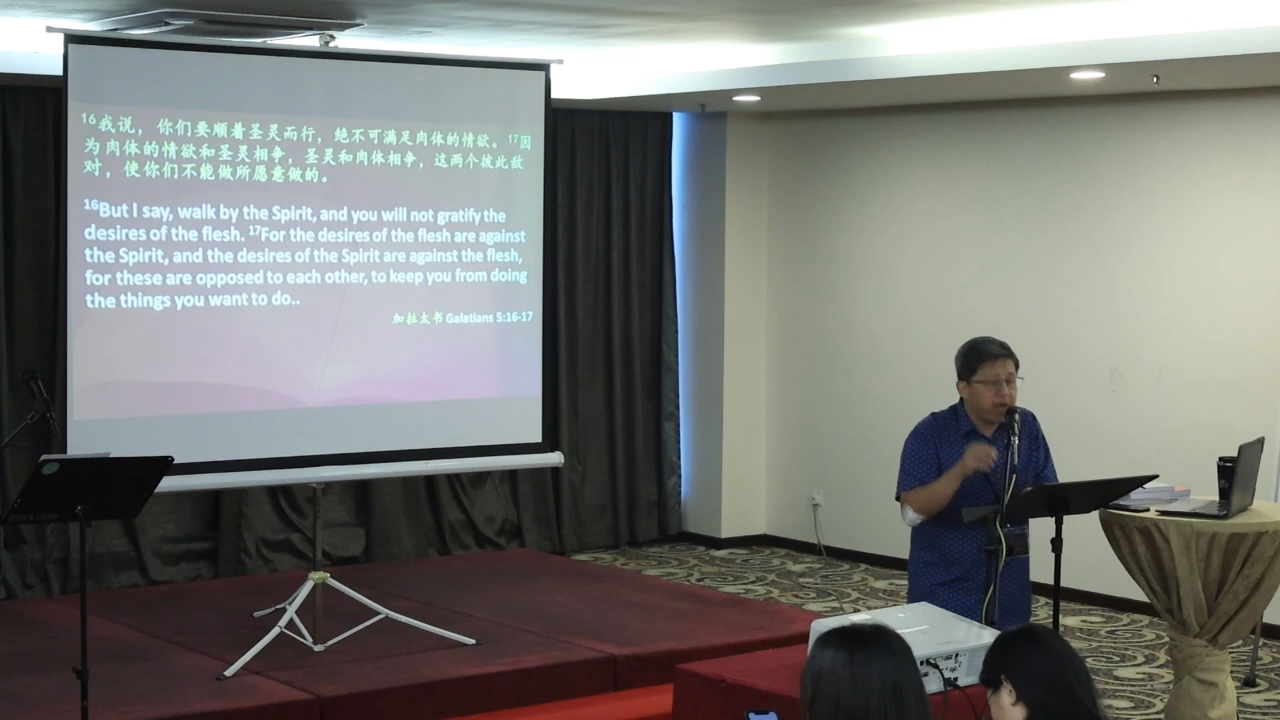 16我说，你们要顺着圣灵而行，绝不可满足肉体的情欲。17因
为肉体的情欲和圣灵相争，圣灵和肉体相争，这两个彼此敌
对，使你们不能做所愿意做的。
16But I say, walk by the Spirit, and you will not gratify the
desires of the flesh. 17For the desires of the flesh are against
the Spirit, and the desires of the Spirit are against the flesh,
for these are opposed to each other, to keep you from doing
the things you want to do..
加拉太书 Galatians 5:16-17